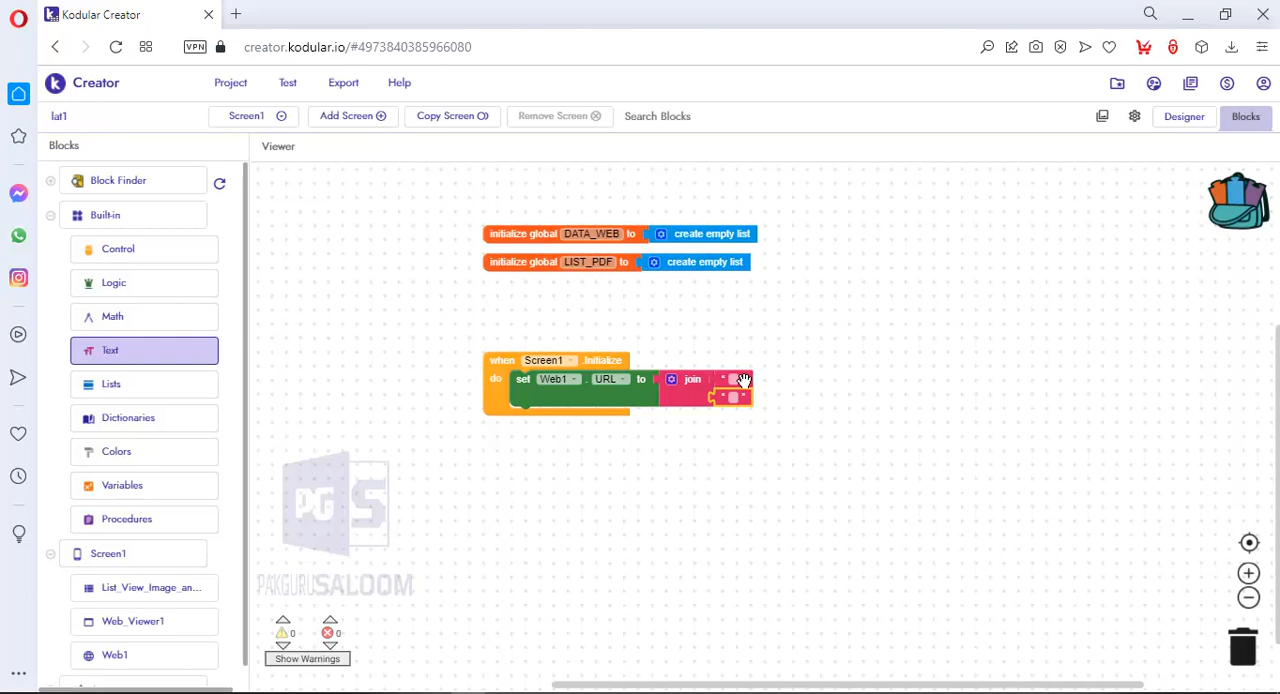 Kodular Creator
VPN
creator.kodular.io/#4973840385966080
Creator
Project
Test
Export
Help
lat1
Screen1
Add Screen
Copy Screen
Remove Screen
Search Blocks
Designer
Blocks
Blocks
Viewer
Block Finder
Built-in
Control
Logic
Math
Text
Lists
Dictionaries
Colors
Variables
Procedures
Screen1
List_View_Image_an...
Web_Viewer1
Web1
initialize global DATA_WEB to create empty list
initialize global LIST_PDF to create empty list
when Screen1 .Initialize
do set Web1 . URL to join " "
" "
PG S
PAKGURUSALOOM
0 0
Show Warnings